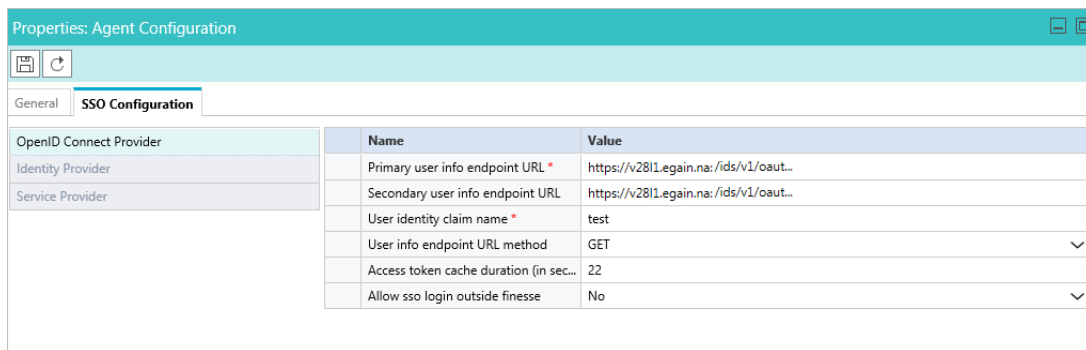 Properties: Agent Configuration
General SSO Configuration
OpenID Connect Provider
Identity Provider
Service Provider
Name Value
Primary user info endpoint URL * https://v28l1.egain.na:/ids/v1/oaut...
Secondary user info endpoint URL https://v28l1.egain.na:/ids/v1/oaut...
User identity claim name * test
User info endpoint URL method GET
Access token cache duration (in sec... 22
Allow sso login outside finesse No